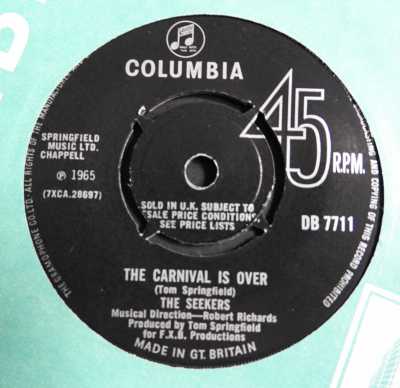 COLUMBIA
45
R.P.M.
SPRINGFIELD
MUSIC LTD.
CHAPPELL
℗ 1965
(7XCA.28697)
SOLD IN U.K. SUBJECT TO
RESALE PRICE CONDITIONS,
SEE PRICE LISTS
DB 7711
THE CARNIVAL IS OVER
(Tom Springfield)
THE SEEKERS
Musical Direction—Robert Richards
Produced by Tom Springfield
for F.X.B. Productions
MADE IN GT. BRITAIN
THE GRAMOPHONE CO. LTD.
ALL RIGHTS OF THE
AND COPYING OF THIS RECORD PROHIBITED